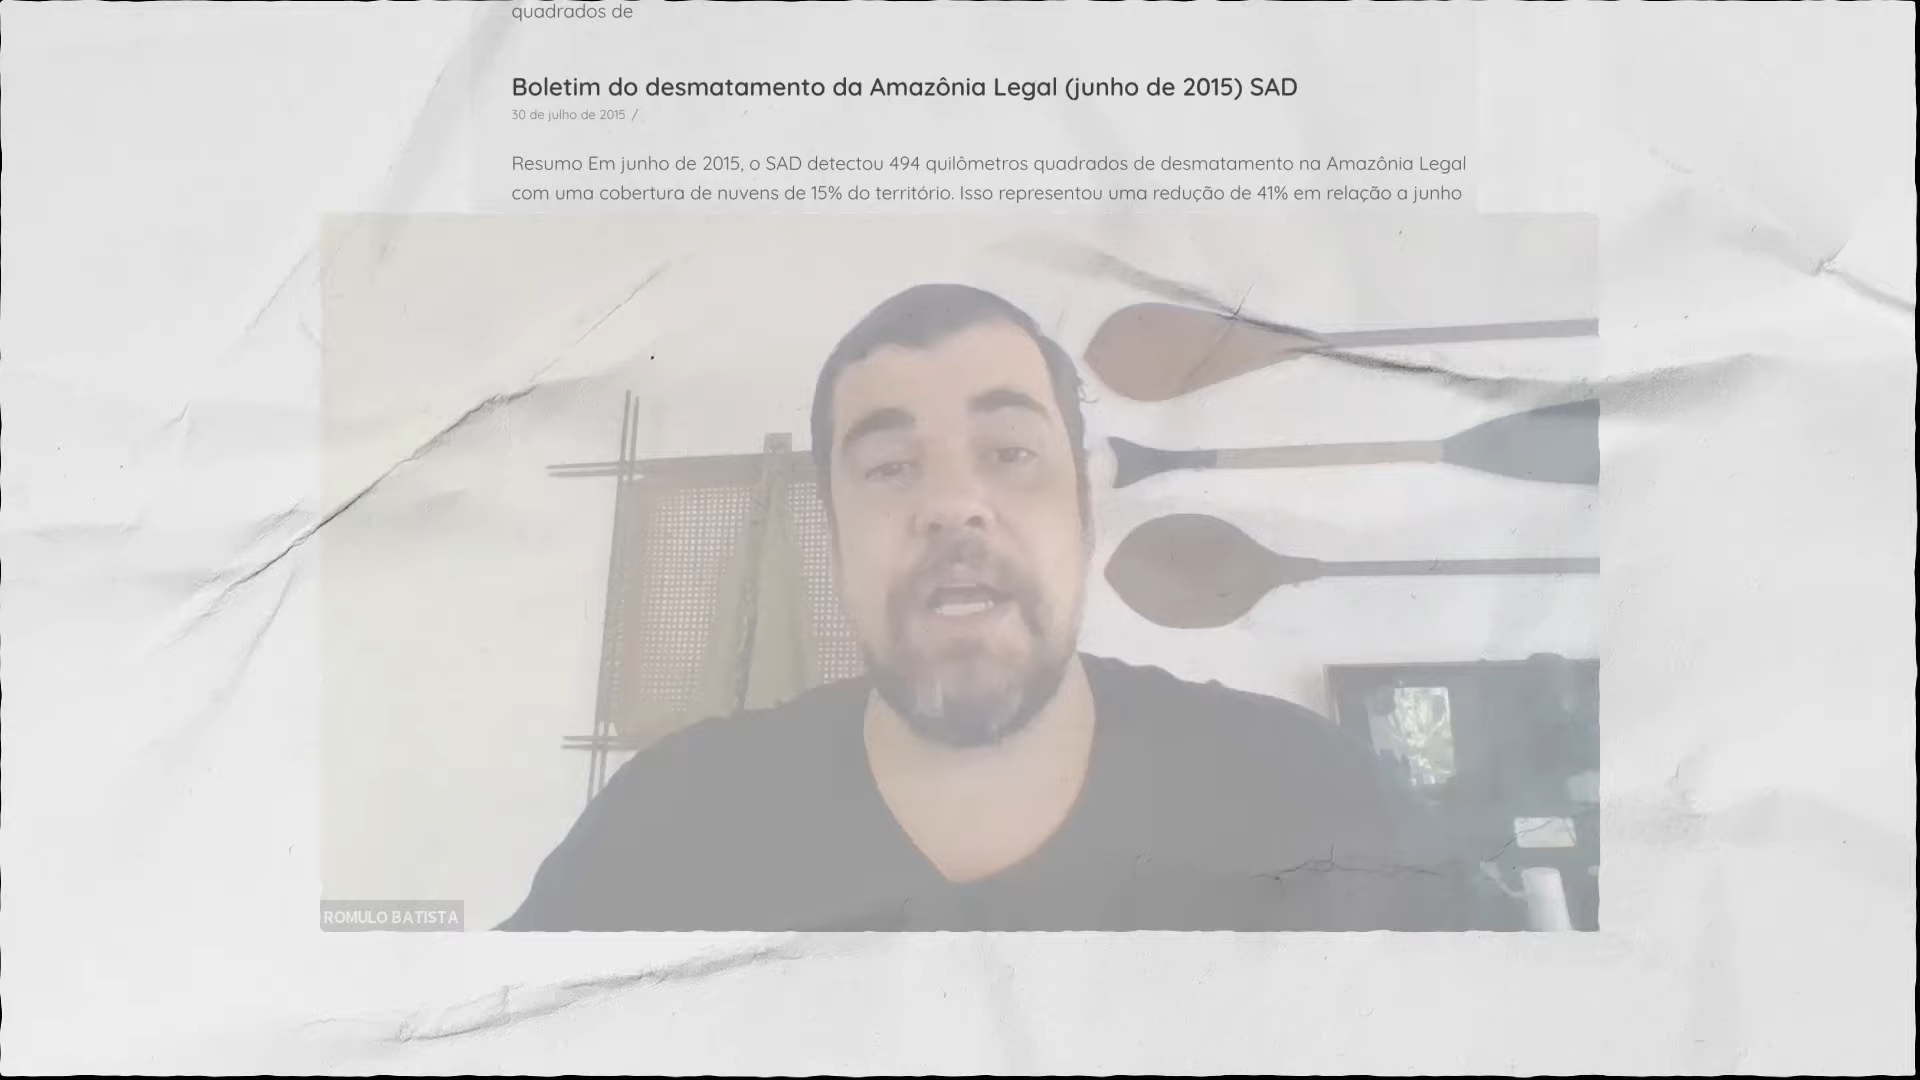 quadrados de
Boletim do desmatamento da Amazônia Legal (junho de 2015) SAD
30 de julho de 2015 /
Resumo Em junho de 2015, o SAD detectou 494 quilômetros quadrados de desmatamento na Amazônia Legal
com uma cobertura de nuvens de 15% do território. Isso representou uma redução de 41% em relação a junho
ROMULO BATISTA